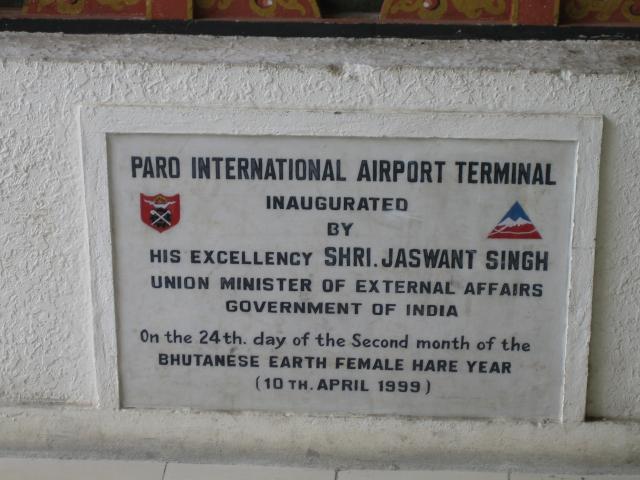 PARO INTERNATIONAL AIRPORT TERMINAL
INAUGURATED
BY
HIS EXCELLENCY SHRI. JASWANT SINGH
UNION MINISTER OF EXTERNAL AFFAIRS
GOVERNMENT OF INDIA
On the 24th. day of the Second month of the
BHUTANESE EARTH FEMALE HARE YEAR
(10 TH. APRIL 1999)